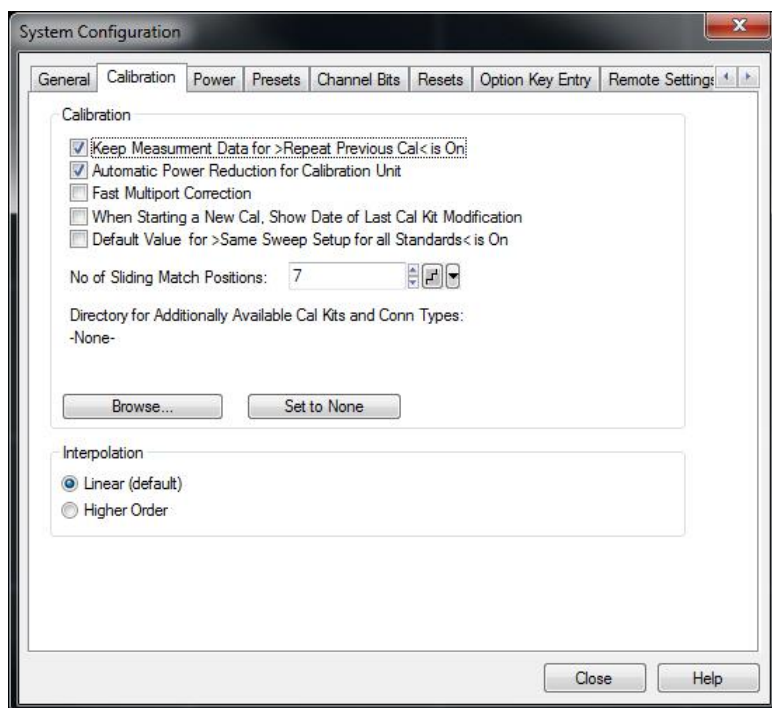 System Configuration
General Calibration Power Presets Channel Bits Resets Option Key Entry Remote Settings
Calibration
Keep Measurment Data for >Repeat Previous Cal< is On
Automatic Power Reduction for Calibration Unit
Fast Multiport Correction
When Starting a New Cal, Show Date of Last Cal Kit Modification
Default Value for >Same Sweep Setup for all Standards< is On
No of Sliding Match Positions: 7
Directory for Additionally Available Cal Kits and Conn Types:
-None-
Browse... Set to None
Interpolation
Linear (default)
Higher Order
Close Help